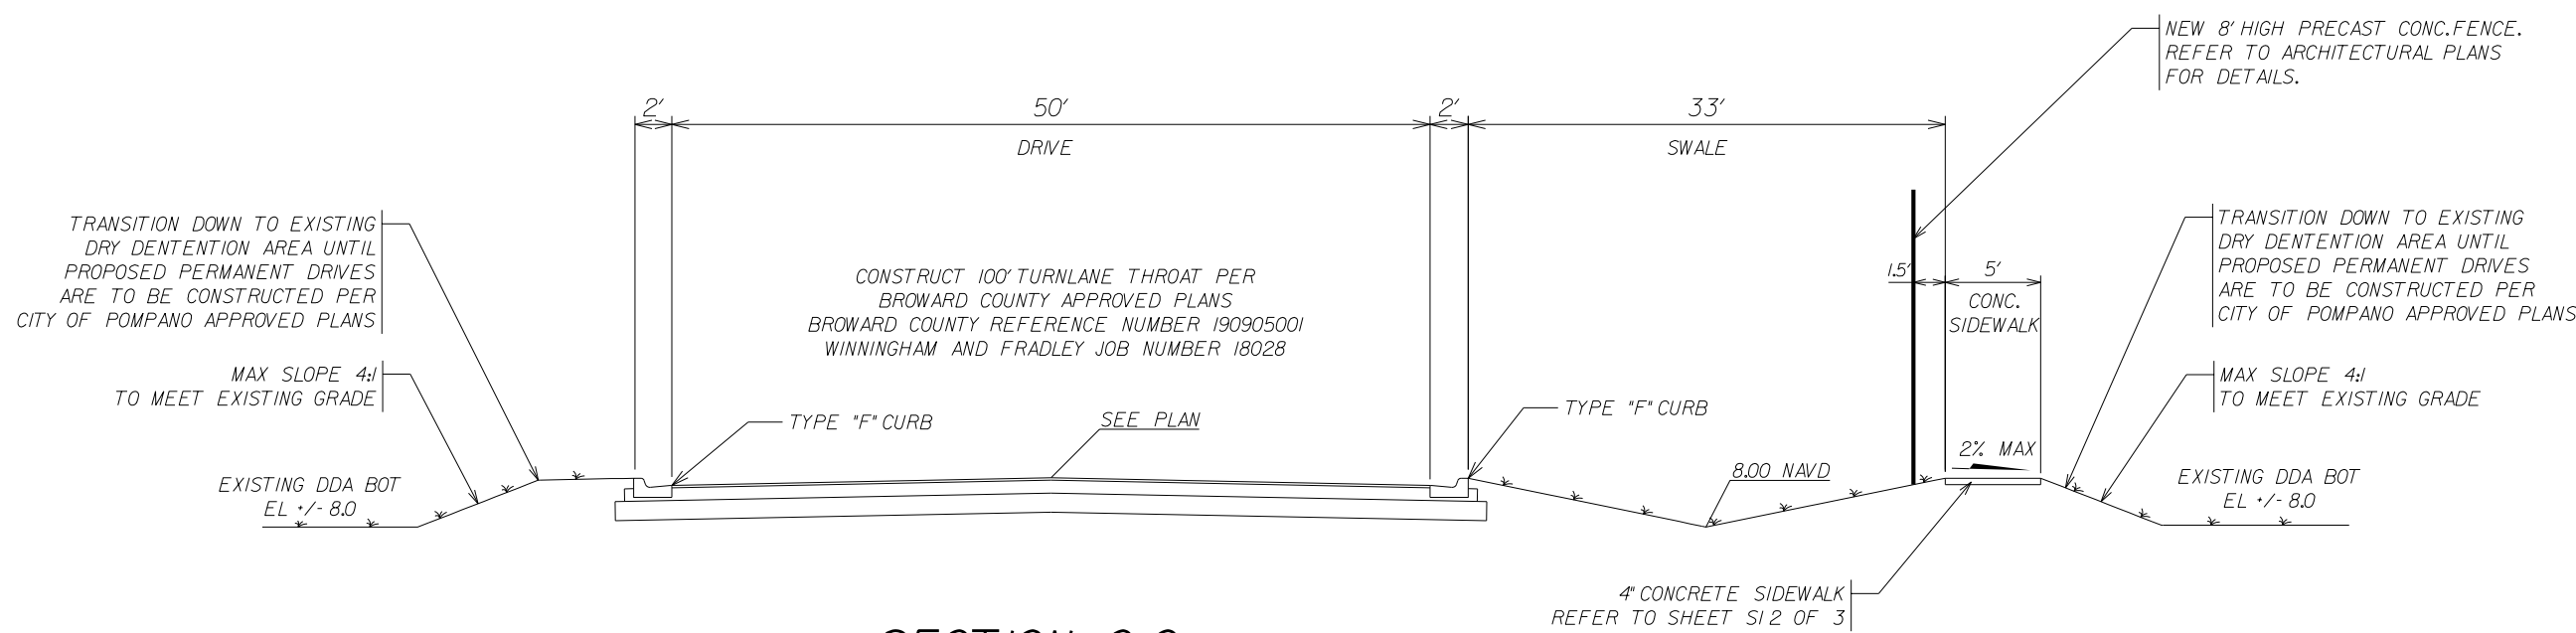 NEW 8' HIGH PRECAST CONC.FENCE.
REFER TO ARCHITECTURAL PLANS
FOR DETAILS.
2'
50'
2'
33'
DRIVE
SWALE
TRANSITION DOWN TO EXISTING
DRY DENTENTION AREA UNTIL
PROPOSED PERMANENT DRIVES
ARE TO BE CONSTRUCTED PER
CITY OF POMPANO APPROVED PLANS
MAX SLOPE 4:1
TO MEET EXISTING GRADE
EXISTING DDA BOT
EL +/- 8.0
CONSTRUCT 100' TURNLANE THROAT PER
BROWARD COUNTY APPROVED PLANS
BROWARD COUNTY REFERENCE NUMBER 190905001
WINNINGHAM AND FRADLEY JOB NUMBER 18028
TYPE "F" CURB
SEE PLAN
TYPE "F" CURB
8.00 NAVD
1.5'
5'
CONC.
SIDEWALK
2% MAX
TRANSITION DOWN TO EXISTING
DRY DENTENTION AREA UNTIL
PROPOSED PERMANENT DRIVES
ARE TO BE CONSTRUCTED PER
CITY OF POMPANO APPROVED PLANS
MAX SLOPE 4:1
TO MEET EXISTING GRADE
EXISTING DDA BOT
EL +/- 8.0
4" CONCRETE SIDEWALK
REFER TO SHEET S1 2 OF 3
SECTION